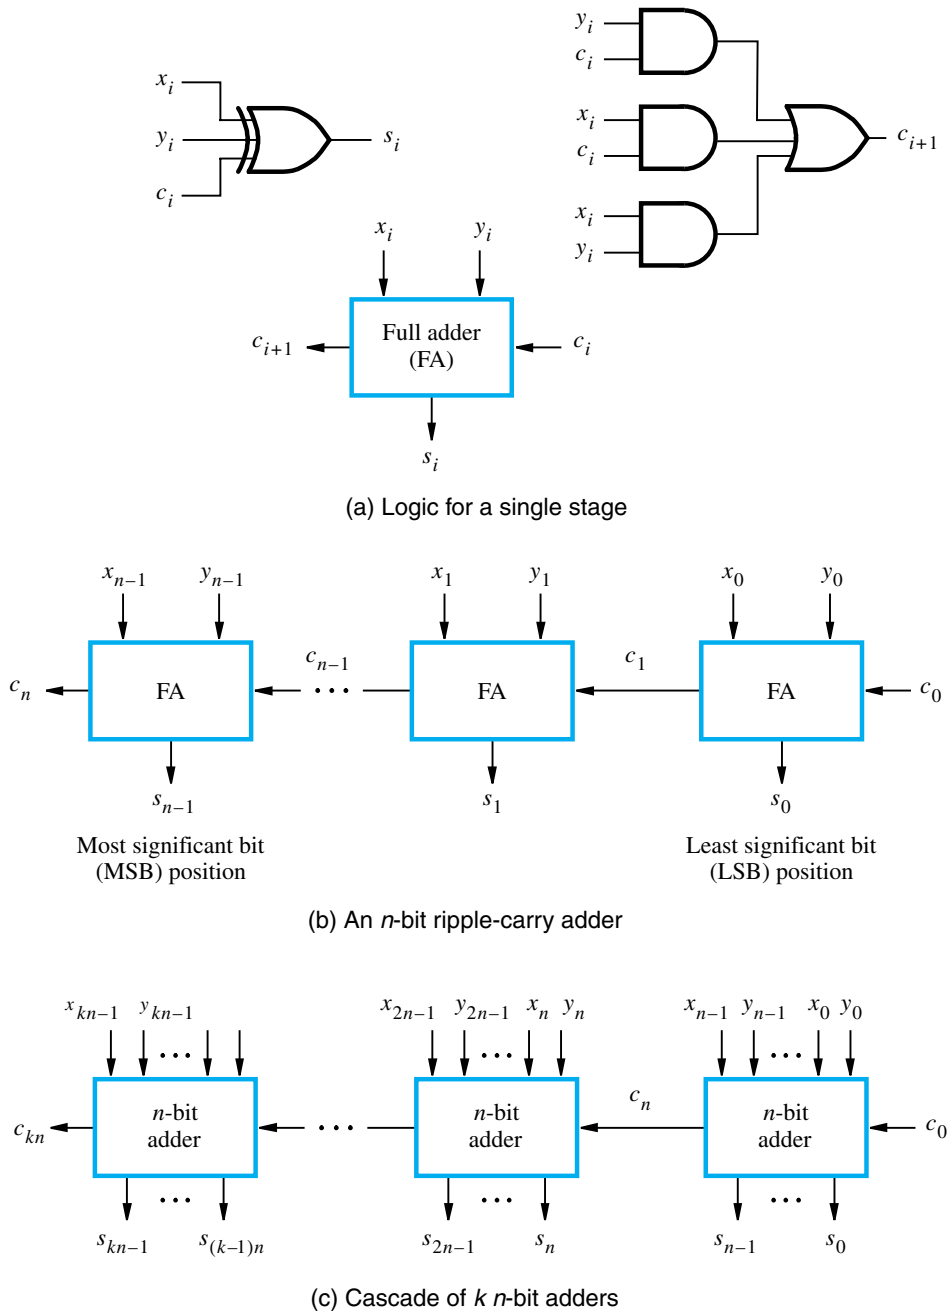 y_i
c_i
x_i
y_i
c_i
s_i
x_i
c_i
c_{i+1}
x_i
y_i
x_i y_i
Full adder
(FA)
c_{i+1} c_i
s_i
(a) Logic for a single stage
x_{n−1} y_{n−1} x_1 y_1 x_0 y_0
c_{n−1} c_1
c_n FA • • • FA FA c_0
s_{n−1} s_1 s_0
Most significant bit
(MSB) position
Least significant bit
(LSB) position
(b) An n-bit ripple-carry adder
x_{kn−1} y_{kn−1} x_{2n−1} y_{2n−1} x_n y_n x_{n−1} y_{n−1} x_0 y_0
• • • • • • • • •
c_n
n-bit n-bit n-bit
c_{kn} adder • • • adder adder c_0
• • • • • • • • •
s_{kn−1} s_{(k−1)n} s_{2n−1} s_n s_{n−1} s_0
(c) Cascade of k n-bit adders